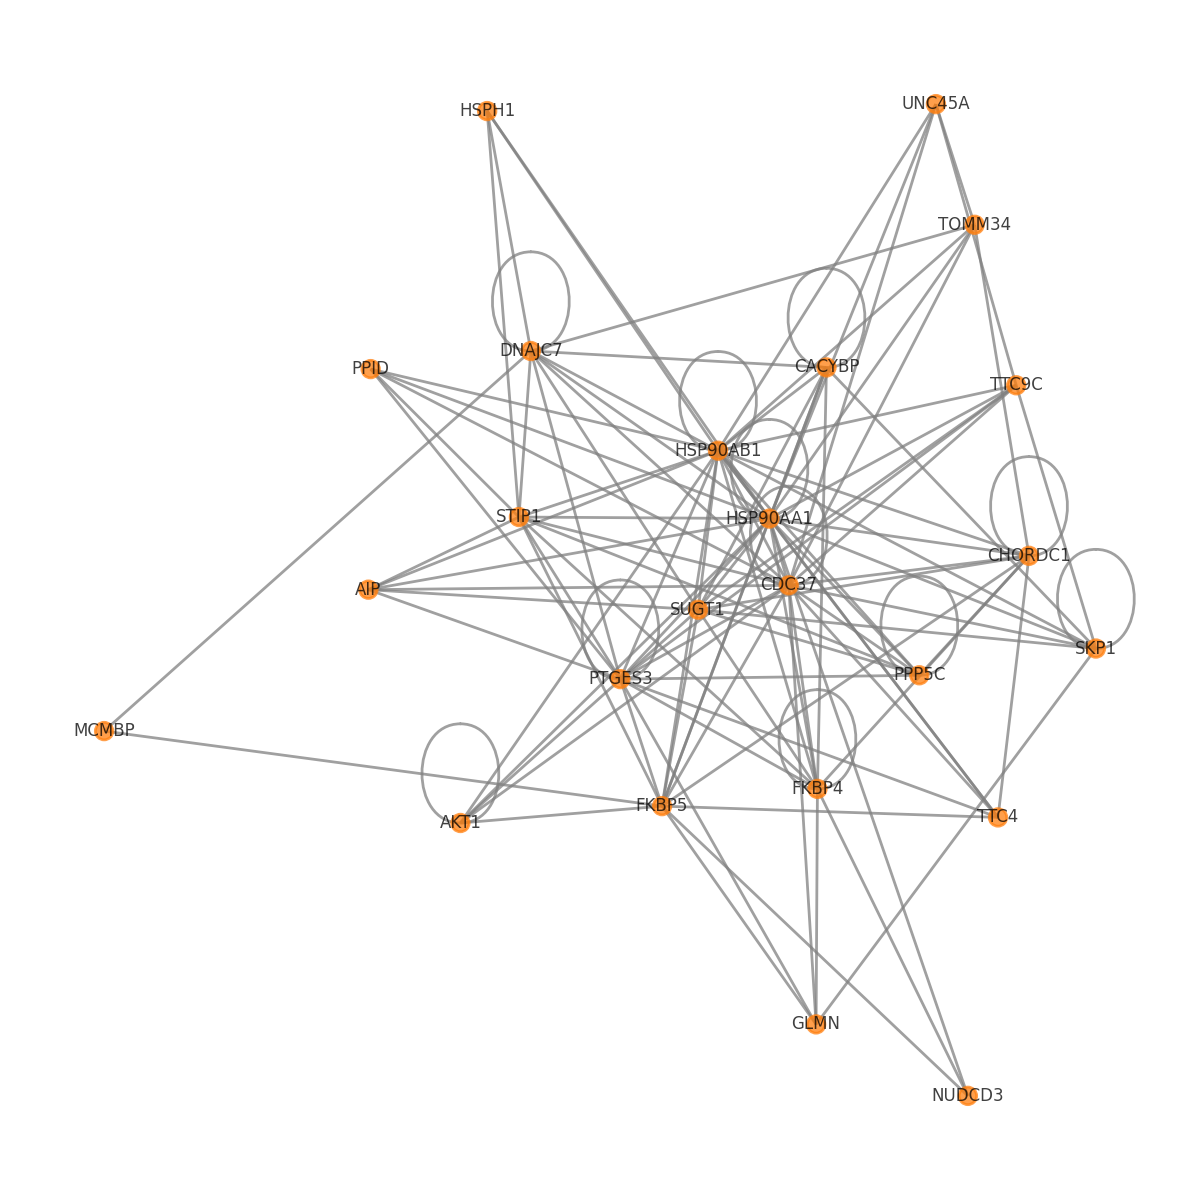 UNC45A
HSPH1
TOMM34
DNAJC7
PPID
CACYBP
TTC9C
HSP90AB1
STIP1
HSP90AA1
CHORDC1
CDC37
AIP
SUGT1
SKP1
PPP5C
PTGES3
MCMBP
FKBP4
FKBP5
TTC4
AKT1
GLMN
NUDCD3